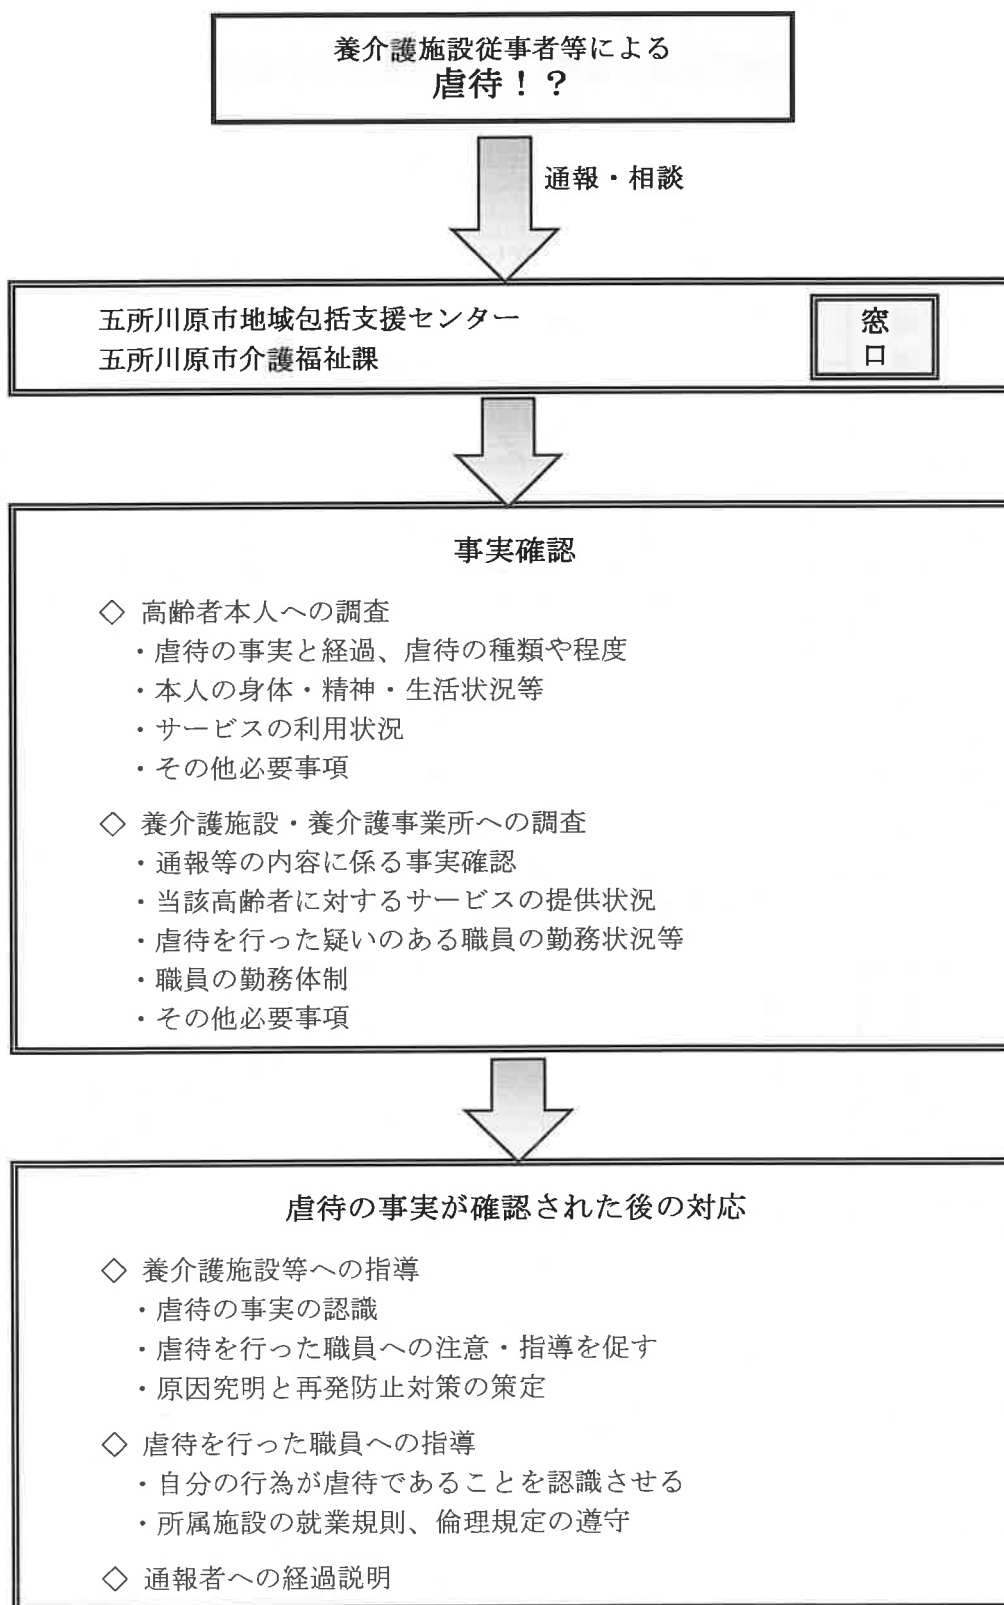 養介護施設従事者等による
虐待！？
通報・相談
五所川原市地域包括支援センター
五所川原市介護福祉課
窓
口
事実確認
◇ 高齢者本人への調査
・虐待の事実と経過、虐待の種類や程度
・本人の身体・精神・生活状況等
・サービスの利用状況
・その他必要事項
◇ 養介護施設・養介護事業所への調査
・通報等の内容に係る事実確認
・当該高齢者に対するサービスの提供状況
・虐待を行った疑いのある職員の勤務状況等
・職員の勤務体制
・その他必要事項
虐待の事実が確認された後の対応
◇ 養介護施設等への指導
・虐待の事実の認識
・虐待を行った職員への注意・指導を促す
・原因究明と再発防止対策の策定
◇ 虐待を行った職員への指導
・自分の行為が虐待であることを認識させる
・所属施設の就業規則、倫理規定の遵守
◇ 通報者への経過説明